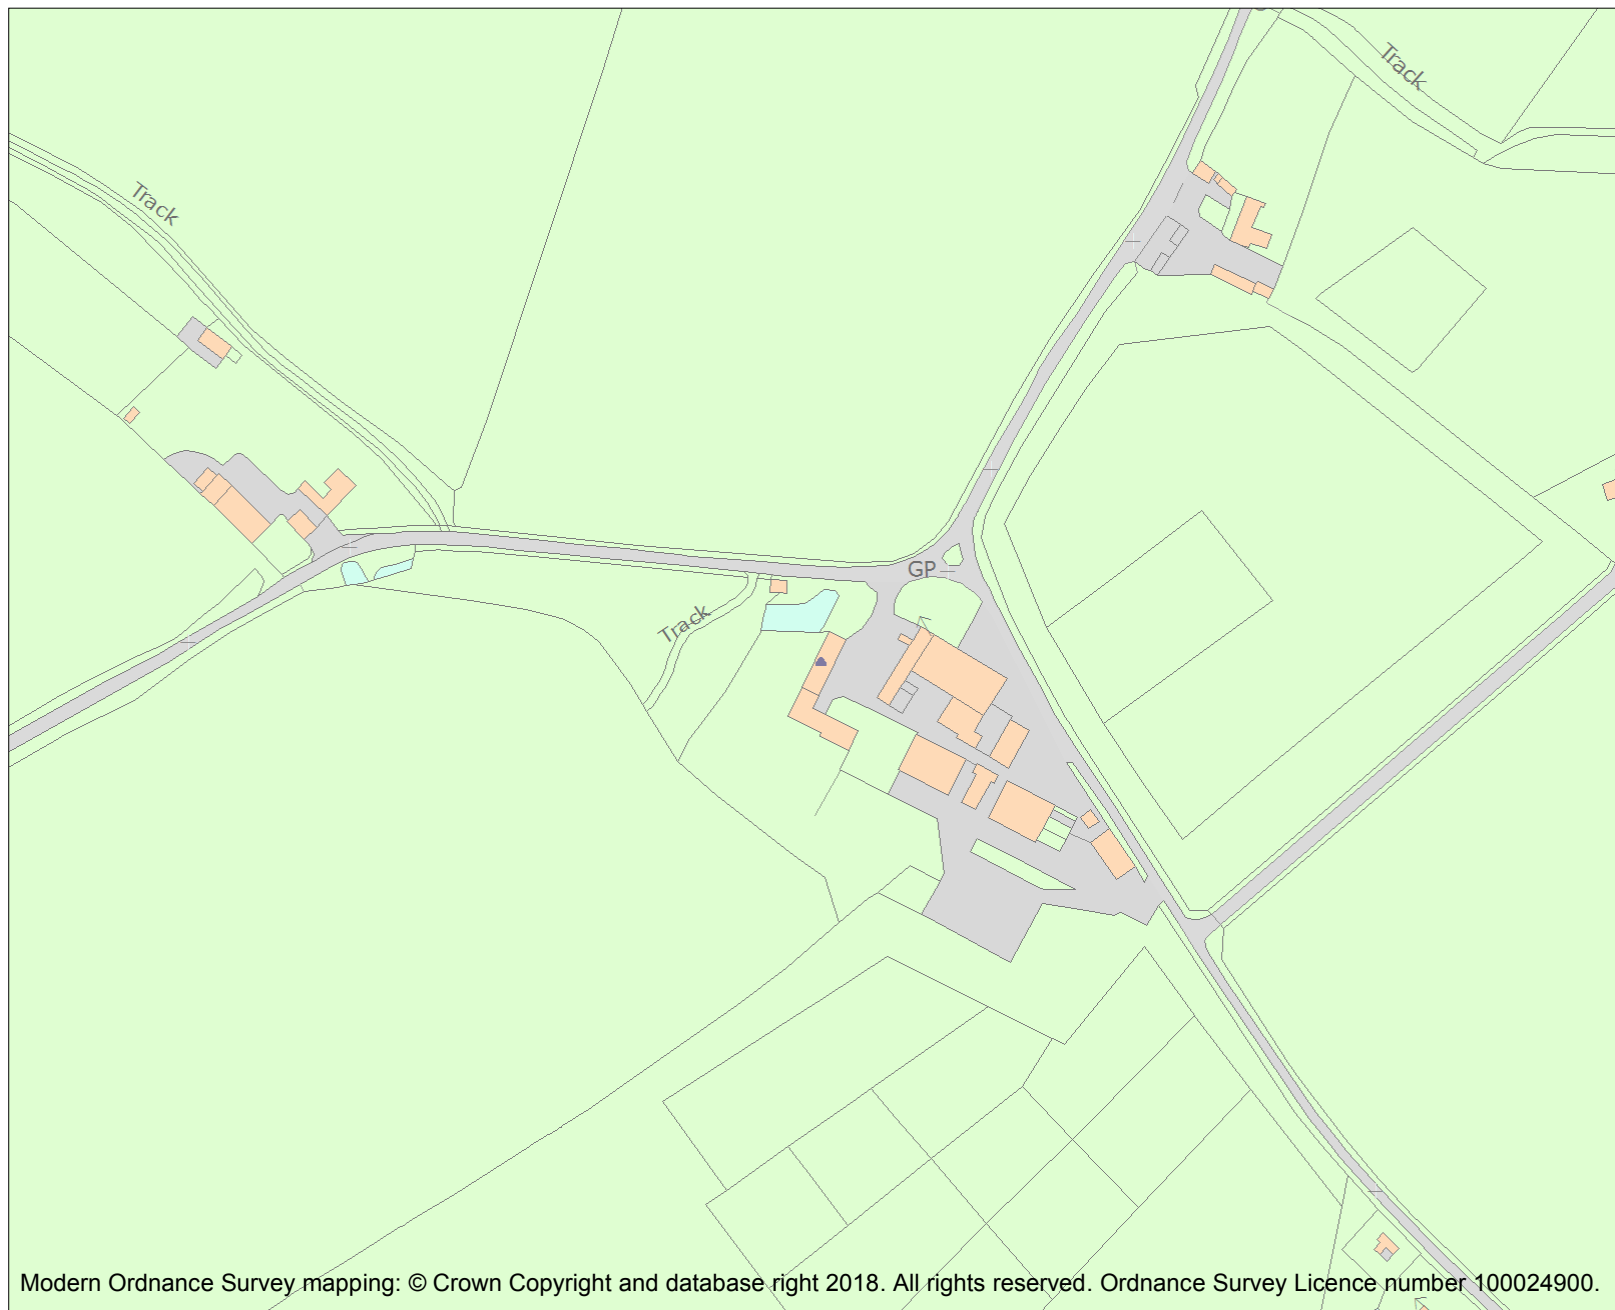 Track
Track
GP
Track
Modern Ordnance Survey mapping: © Crown Copyright and database right 2018. All rights reserved. Ordnance Survey Licence number 100024900.